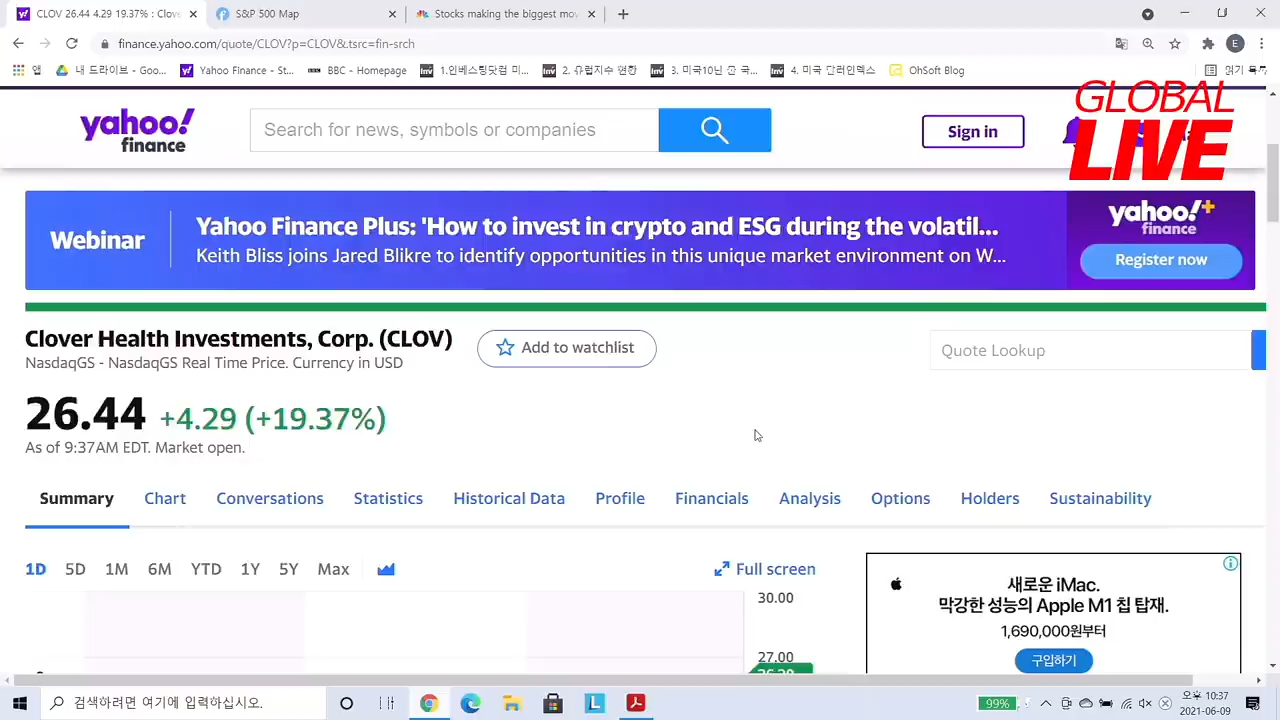 CLOV 26.44 4.29 19.37% : Clove
S&P 500 Map
Stocks making the biggest mov
finance.yahoo.com/quote/CLOV?p=CLOV&.tsrc=fin-srch
E
앱
내 드라이브 - Goo...
Yahoo Finance - St...
BBC - Homepage
1.인베스팅닷컴 미...
2. 유럽지수 현황
3. 미국10년 만 국...
4. 미국 달러인덱스
OhSoft Blog
읽기 목록
GLOBAL
LIVE
yahoo!
finance
Search for news, symbols or companies
Sign in
Webinar
Yahoo Finance Plus: 'How to invest in crypto and ESG during the volatil...
Keith Bliss joins Jared Blikre to identify opportunities in this unique market environment on W...
yahoo!+
finance
Register now
Clover Health Investments, Corp. (CLOV)
Add to watchlist
Quote Lookup
NasdaqGS - NasdaqGS Real Time Price. Currency in USD
26.44 +4.29 (+19.37%)
As of 9:37AM EDT. Market open.
Summary Chart Conversations Statistics Historical Data Profile Financials Analysis Options Holders Sustainability
1D 5D 1M 6M YTD 1Y 5Y Max
Full screen
30.00
27.00
새로운 iMac.
막강한 성능의 Apple M1 칩 탑재.
1,690,000원부터
구입하기
검색하려면 여기에 입력하십시오.
99%
오후 10:37
2021-06-09